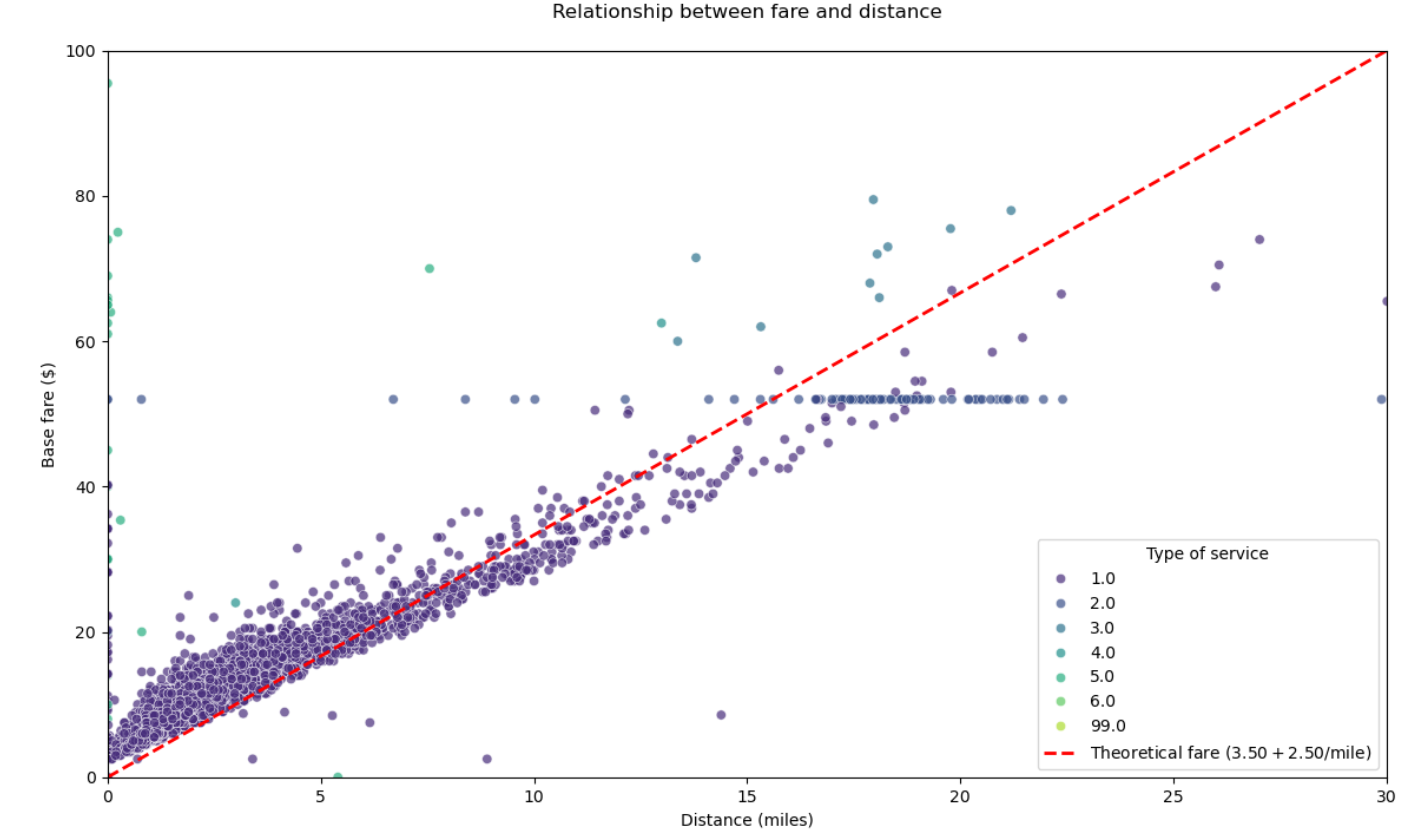 Relationship between fare and distance
100
80
60
40
20
0
Base fare ($)
0 5 10 15 20 25 30
Distance (miles)
Type of service
1.0
2.0
3.0
4.0
5.0
6.0
99.0
Theoretical fare (3.50 + 2.50/mile)